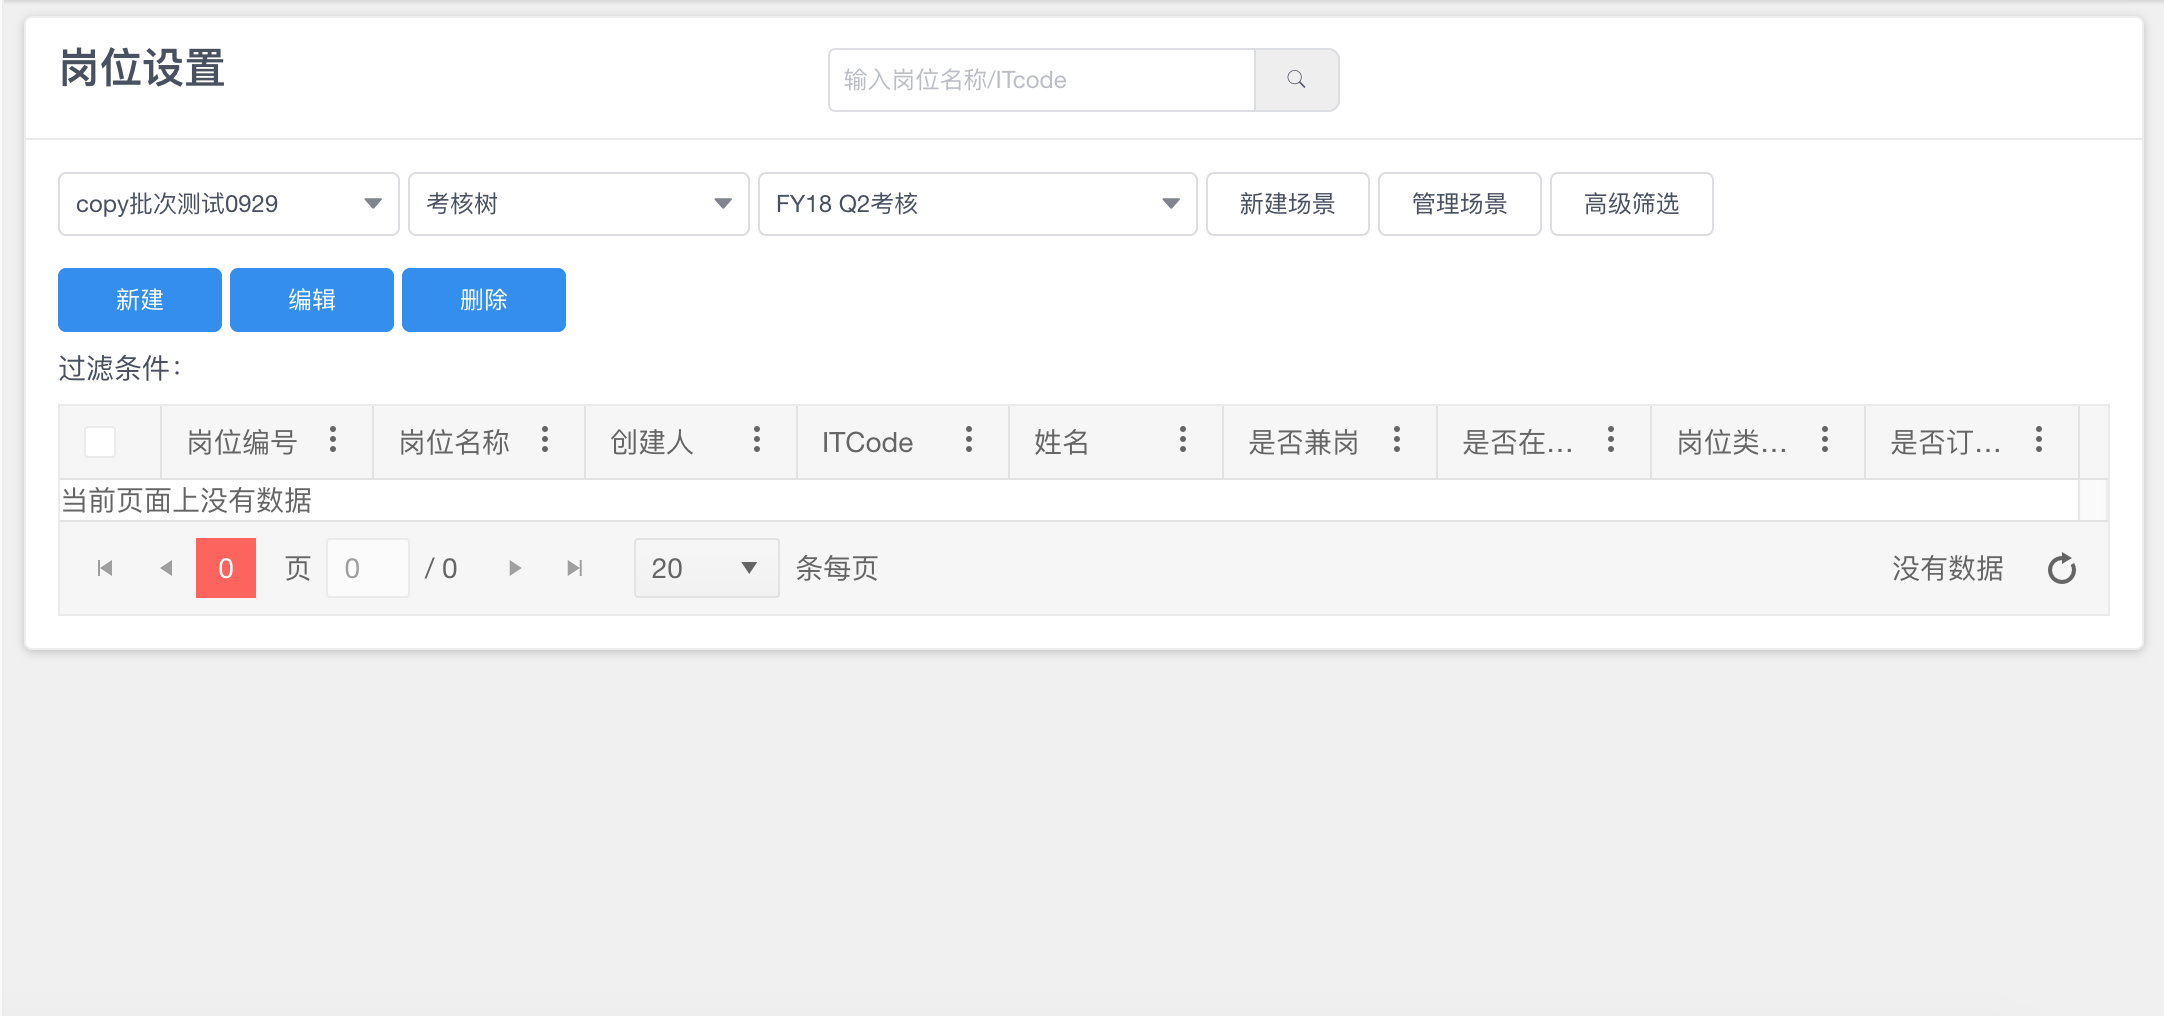 岗位设置
输入岗位名称/ITcode
copy批次测试0929 考核树 FY18 Q2考核 新建场景 管理场景 高级筛选
新建 编辑 删除
过滤条件：
岗位编号 岗位名称 创建人 ITCode 姓名 是否兼岗 是否在... 岗位类... 是否订...
当前页面上没有数据
0 页 0 / 0 20 条每页 没有数据